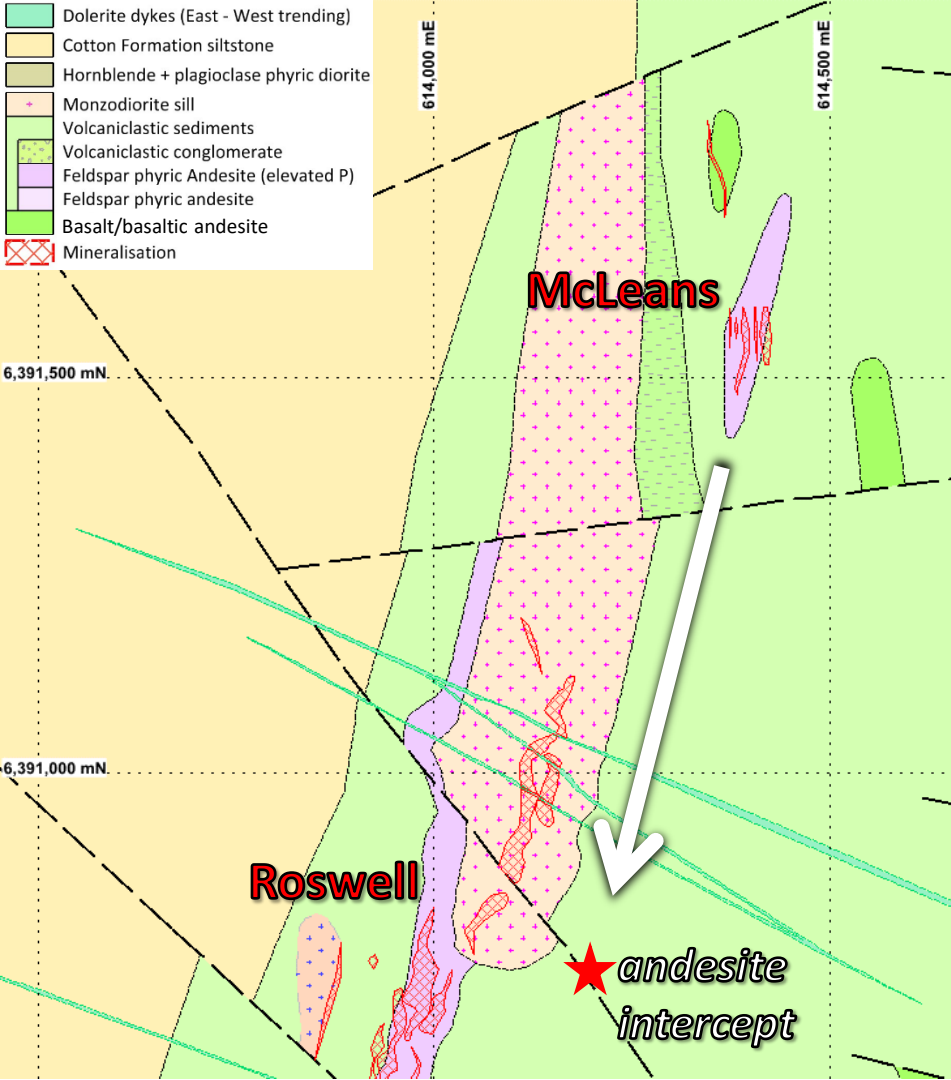 Dolerite dykes (East - West trending)
Cotton Formation siltstone
Hornblende + plagioclase phyric diorite
Monzodiorite sill
Volcaniclastic sediments
Volcaniclastic conglomerate
Feldspar phyric Andesite (elevated P)
Feldspar phyric andesite
Basalt/basaltic andesite
Mineralisation
614,000 mE
614,500 mE
McLeans
6,391,500 mN
6,391,000 mN
Roswell
andesite
intercept